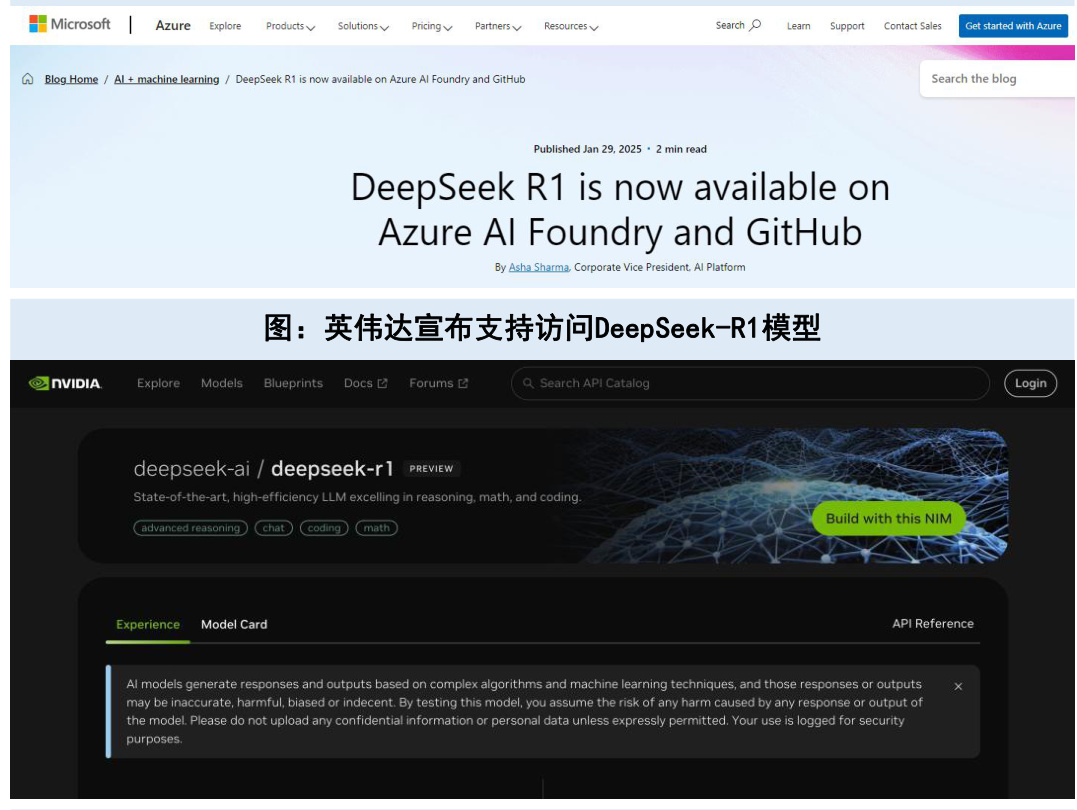 Microsoft Azure Explore Products Solutions Pricing Partners Resources Search Learn Support Contact Sales Get started with Azure
Blog Home / AI + machine learning / DeepSeek R1 is now available on Azure AI Foundry and GitHub
Search the blog
Published Jan 29, 2025 • 2 min read
DeepSeek R1 is now available on
Azure AI Foundry and GitHub
By Asha Sharma, Corporate Vice President, AI Platform
图：英伟达宣布支持访问DeepSeek-R1模型
NVIDIA. Explore Models Blueprints Docs Forums Search API Catalog Login
deepseek-ai / deepseek-r1 PREVIEW
State-of-the-art, high-efficiency LLM excelling in reasoning, math, and coding.
advanced reasoning chat coding math
Build with this NIM
Experience Model Card API Reference
AI models generate responses and outputs based on complex algorithms and machine learning techniques, and those responses or outputs
may be inaccurate, harmful, biased or indecent. By testing this model, you assume the risk of any harm caused by any response or output of
the model. Please do not upload any confidential information or personal data unless expressly permitted. Your use is logged for security
purposes.